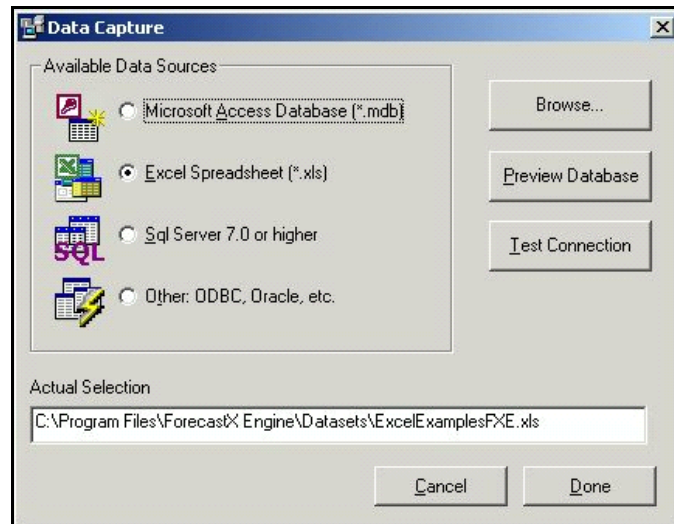 Data Capture
Available Data Sources
Microsoft Access Database (*.mdb)
Browse...
Excel Spreadsheet (*.xls)
Preview Database
SQL
Sql Server 7.0 or higher
Test Connection
Other: ODBC, Oracle, etc.
Actual Selection
C:\Program Files\ForecastX Engine\Datasets\ExcelExamplesFXE.xls
Cancel
Done